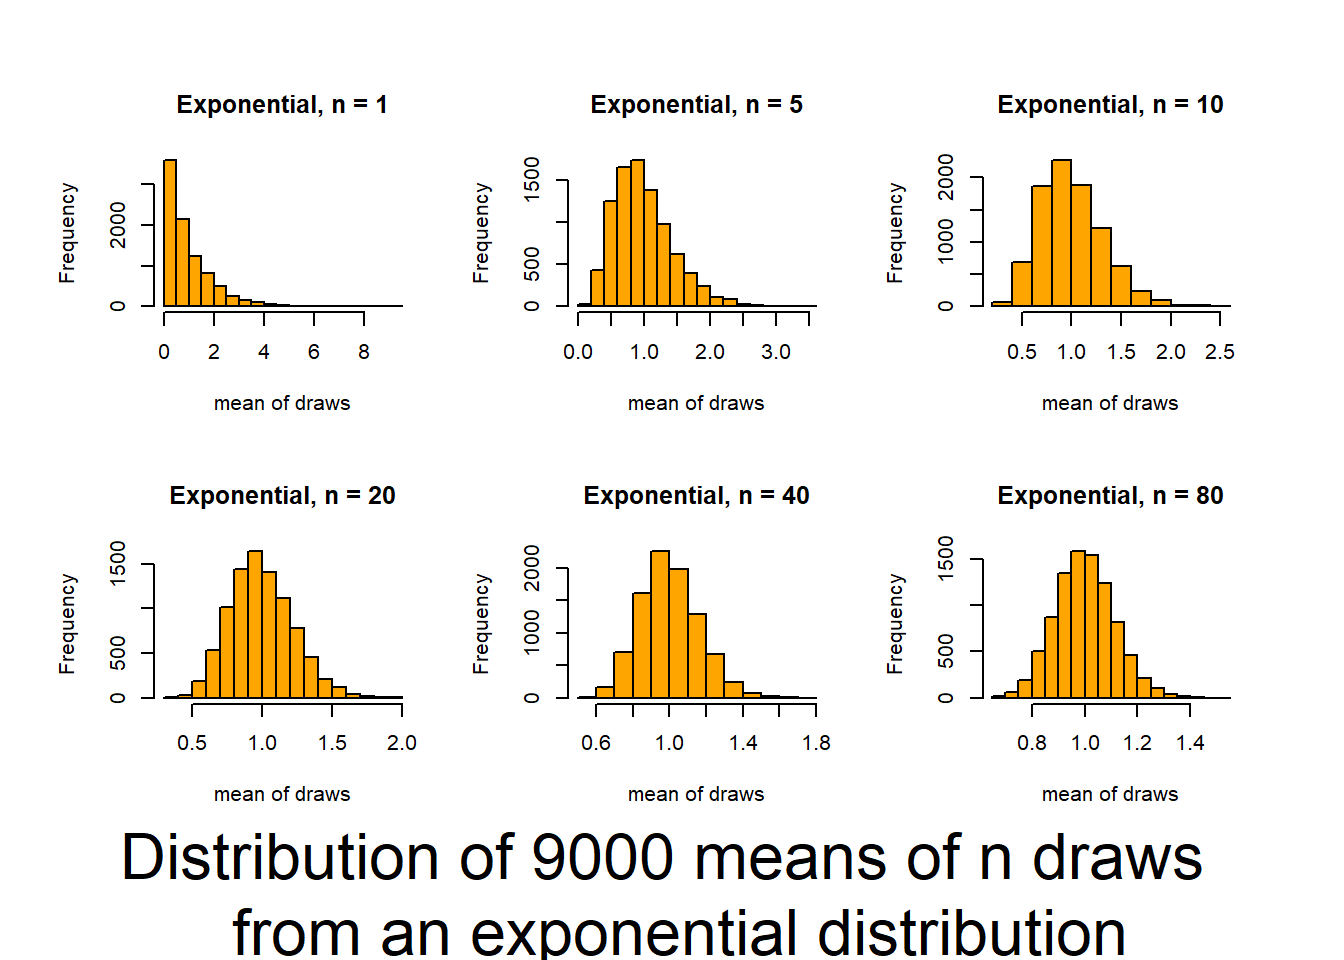 Exponential, n = 1
Frequency
0 2000
0 2 4 6 8
mean of draws
Exponential, n = 5
Frequency
0 500 1500
0.0 1.0 2.0 3.0
mean of draws
Exponential, n = 10
Frequency
0 1000 2000
0.5 1.0 1.5 2.0 2.5
mean of draws
Exponential, n = 20
Frequency
0 500 1500
0.5 1.0 1.5 2.0
mean of draws
Exponential, n = 40
Frequency
0 1000 2000
0.6 1.0 1.4 1.8
mean of draws
Exponential, n = 80
Frequency
0 500 1500
0.8 1.0 1.2 1.4
mean of draws
Distribution of 9000 means of n draws
from an exponential distribution